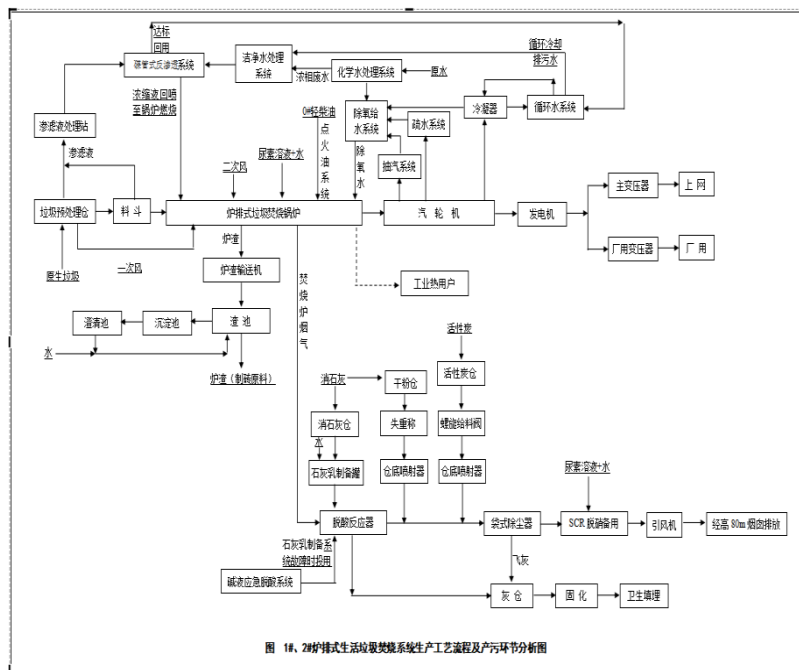 达标
回用
碟管式反渗透系统
洁净水处理
系统
浓相废水
化学水处理系统
原水
循环冷却
排污水
浓缩液回喷
至锅炉燃烧
0#轻柴油
点火油系统
除氧给
水系统
除氧水
疏水系统
抽汽系统
冷凝器
循环水系统
渗滤液处理站
渗滤液
二次风
尿素溶液+水
垃圾预处理仓
料斗
炉排式垃圾焚烧锅炉
汽轮机
发电机
主变压器
上网
厂用变压器
厂用
原生垃圾
一次风
炉渣
炉渣输送机
焚烧炉烟气
工业热用户
澄清池
沉淀池
渣池
水
炉渣（制砖原料）
消石灰
干粉仓
活性炭
活性炭仓
消石灰仓
失重称
螺旋给料阀
水
石灰乳制备罐
仓底喷射器
仓底喷射器
尿素溶液+水
脱酸反应器
袋式除尘器
SCR 脱硝备用
引风机
经高 80m 烟囱排放
石灰乳制备系
统故障时投用
碱液应急脱酸系统
飞灰
灰仓
固化
卫生填埋
图 1#、2#炉排式生活垃圾焚烧系统生产工艺流程及产污环节分析图